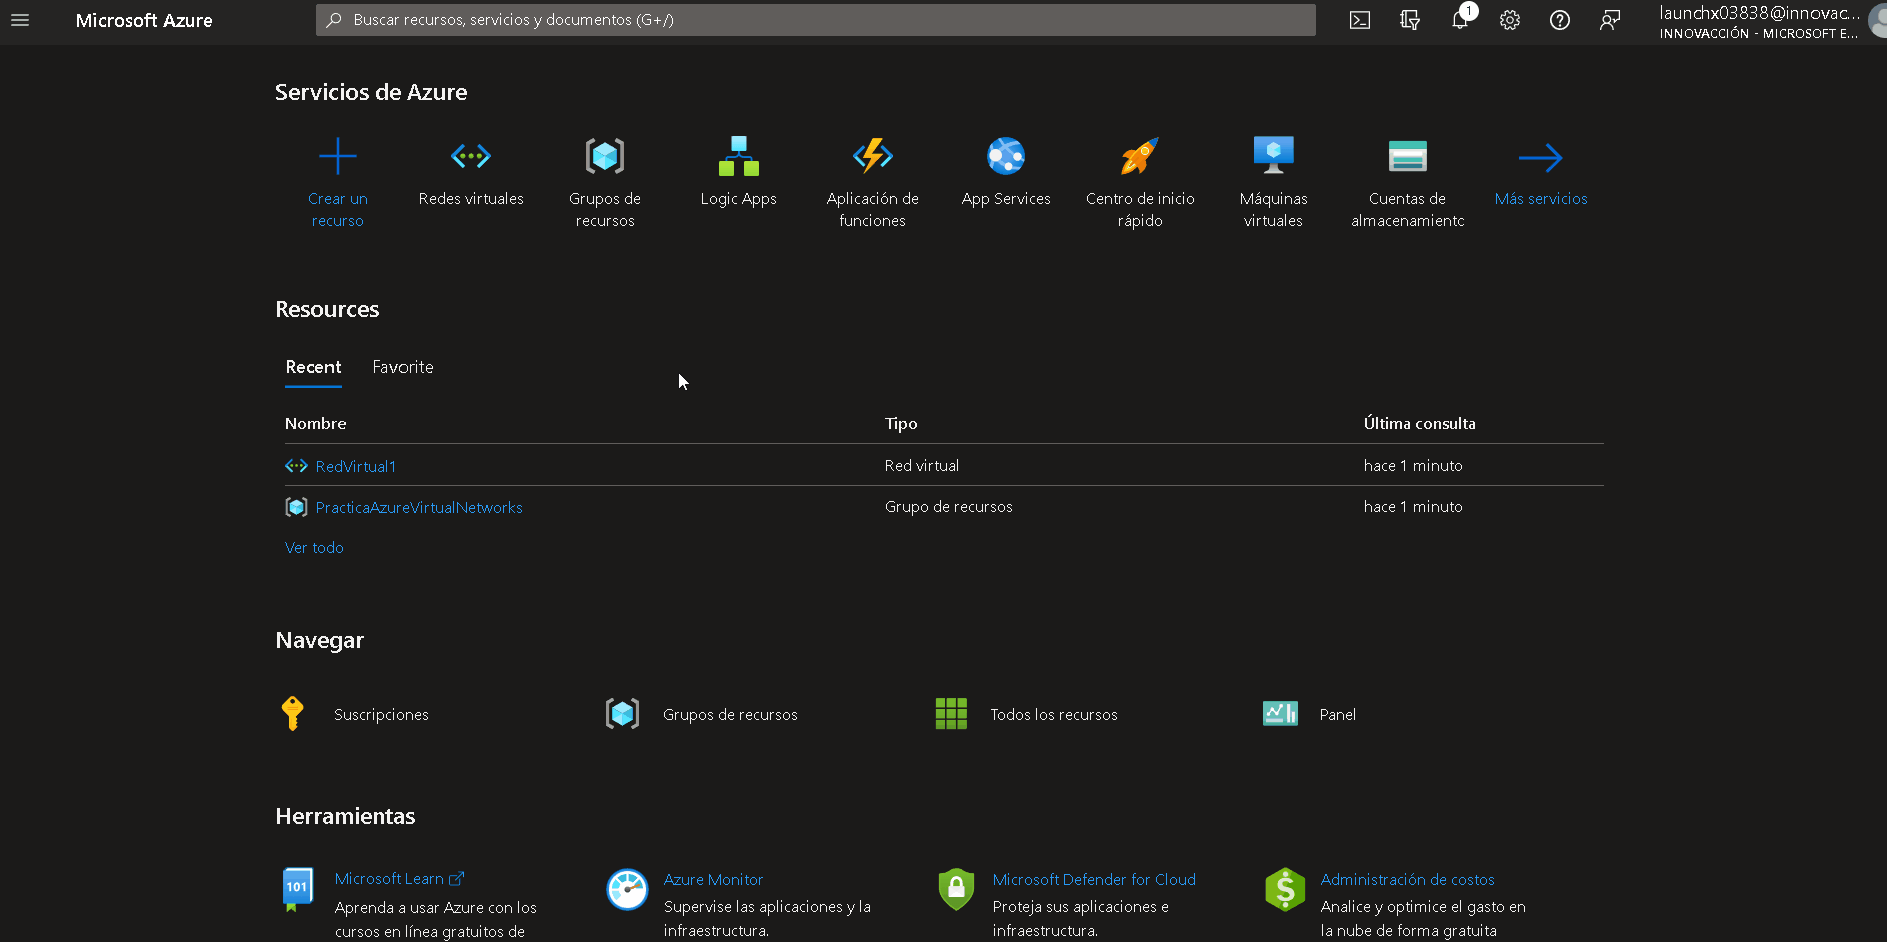 Microsoft Azure
Buscar recursos, servicios y documentos (G+/)
1
launchx03838@innovac...
INNOVACCIÓN - MICROSOFT E...
Servicios de Azure
Crear un
recurso
Redes virtuales
Grupos de
recursos
Logic Apps
Aplicación de
funciones
App Services
Centro de inicio
rápido
Máquinas
virtuales
Cuentas de
almacenamientc
Más servicios
Resources
Recent
Favorite
Nombre
Tipo
Última consulta
RedVirtual1
Red virtual
hace 1 minuto
PracticaAzureVirtualNetworks
Grupo de recursos
hace 1 minuto
Ver todo
Navegar
Suscripciones
Grupos de recursos
Todos los recursos
Panel
Herramientas
101
Microsoft Learn
Aprenda a usar Azure con los
cursos en línea gratuitos de
Azure Monitor
Supervise las aplicaciones y la
infraestructura.
Microsoft Defender for Cloud
Proteja sus aplicaciones e
infraestructura.
$
Administración de costos
Analice y optimice el gasto en
la nube de forma gratuita